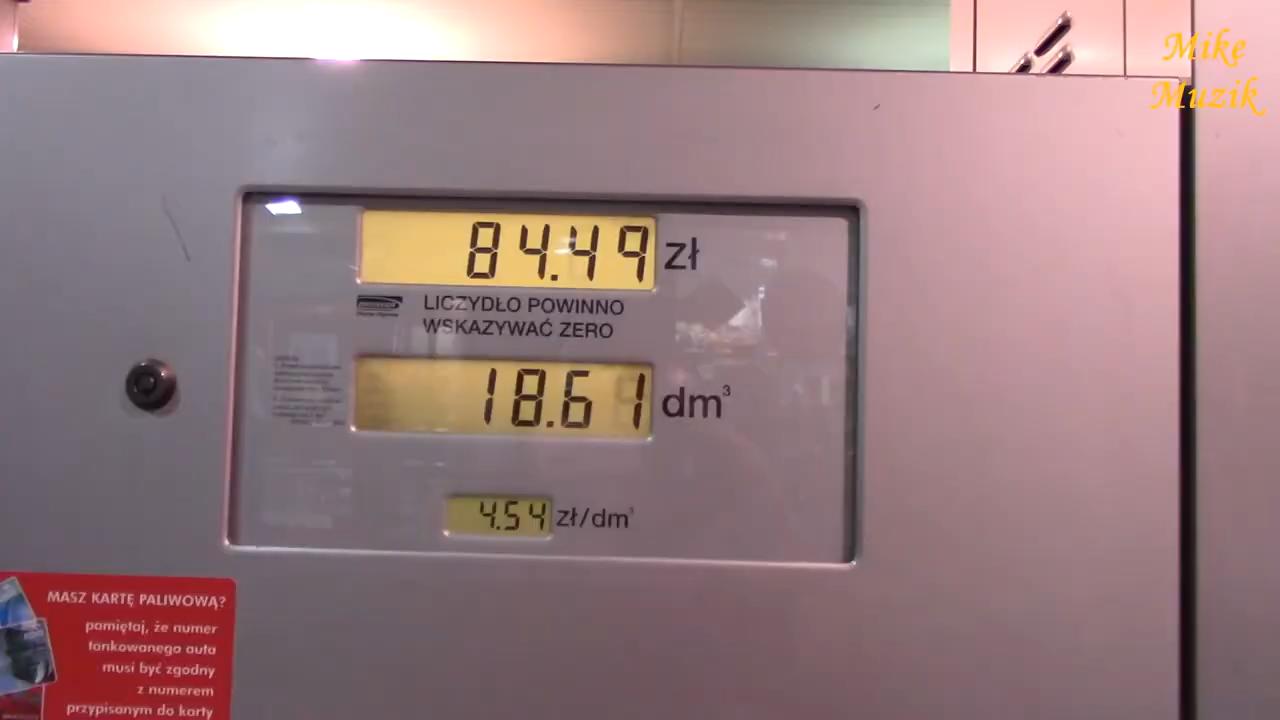 Mike
Muzik
84.49 zł
LICZYDŁO POWINNO
WSKAZYWAĆ ZERO
18.61 dm³
4.54 zł/dm³
MASZ KARTĘ PALIWOWĄ?
pamiętaj, że numer
tankowanego auta
musi być zgodny
z numerem
przypisanym do karty